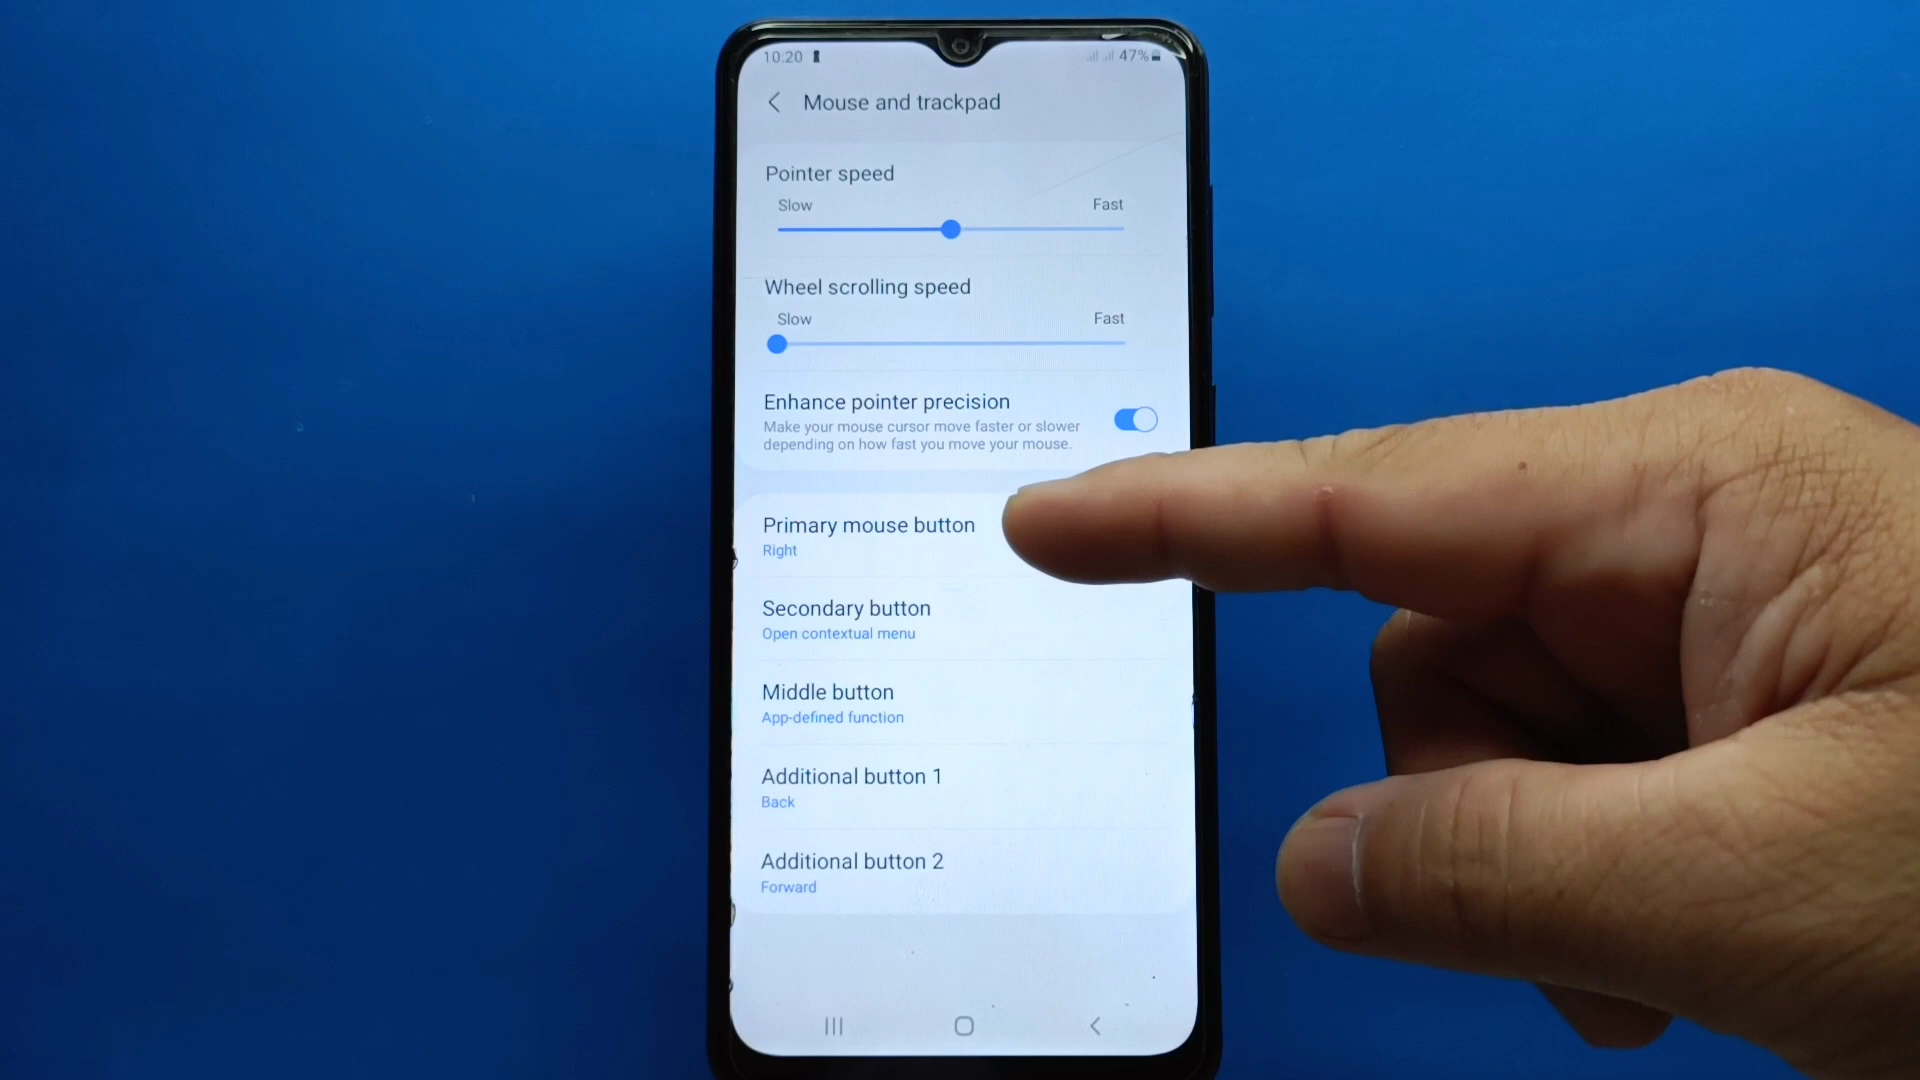 10:20
47%
Mouse and trackpad
Pointer speed
Slow Fast
Wheel scrolling speed
Slow Fast
Enhance pointer precision
Make your mouse cursor move faster or slower
depending on how fast you move your mouse.
Primary mouse button
Right
Secondary button
Open contextual menu
Middle button
App-defined function
Additional button 1
Back
Additional button 2
Forward